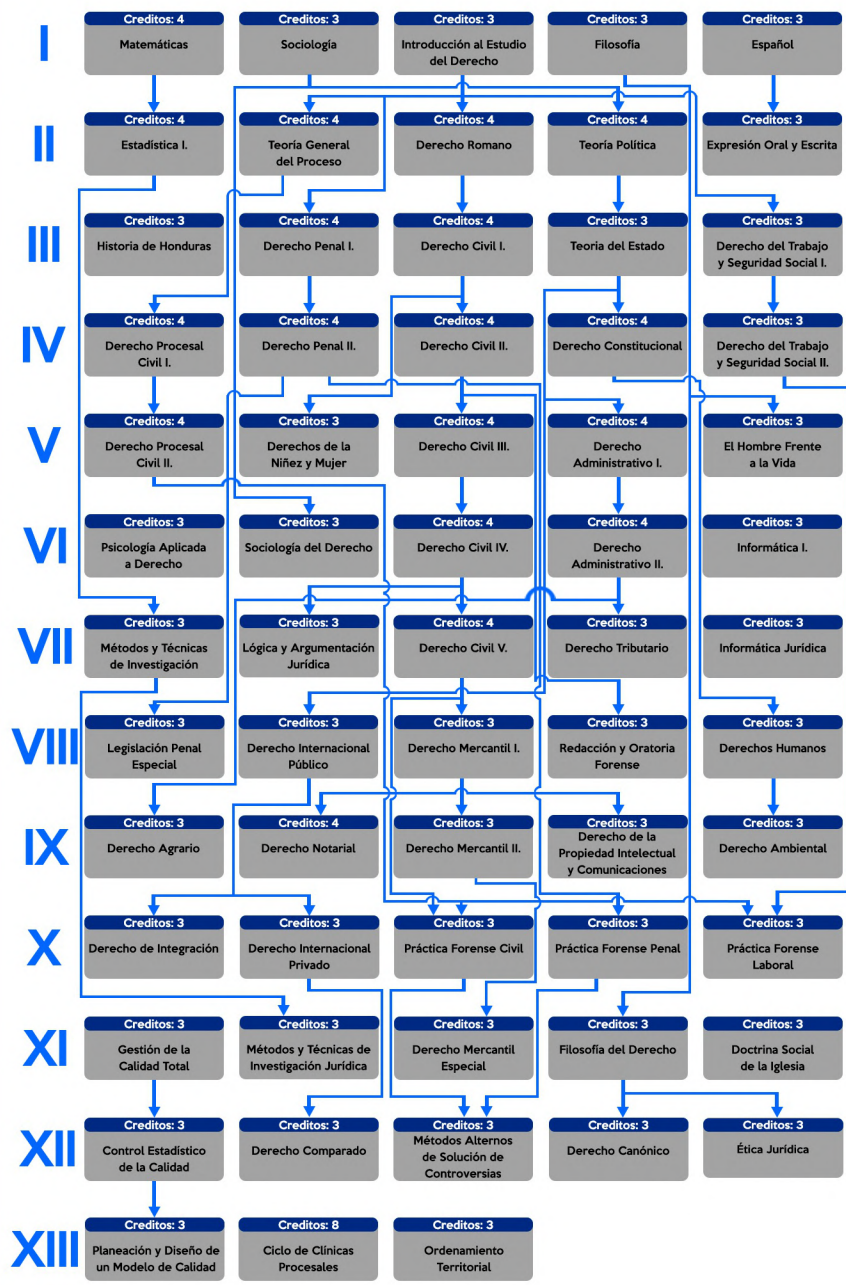 I
Creditos: 4
Matemáticas
Creditos: 3
Sociología
Creditos: 3
Introducción al Estudio
del Derecho
Creditos: 3
Filosofía
Creditos: 3
Español
II
Creditos: 4
Estadística I.
Creditos: 4
Teoría General
del Proceso
Creditos: 4
Derecho Romano
Creditos: 4
Teoría Política
Creditos: 3
Expresión Oral y Escrita
III
Creditos: 3
Historia de Honduras
Creditos: 4
Derecho Penal I.
Creditos: 4
Derecho Civil I.
Creditos: 3
Teoria del Estado
Creditos: 3
Derecho del Trabajo
y Seguridad Social I.
IV
Creditos: 4
Derecho Procesal
Civil I.
Creditos: 4
Derecho Penal II.
Creditos: 4
Derecho Civil II.
Creditos: 4
Derecho Constitucional
Creditos: 3
Derecho del Trabajo
y Seguridad Social II.
V
Creditos: 4
Derecho Procesal
Civil II.
Creditos: 3
Derechos de la
Niñez y Mujer
Creditos: 4
Derecho Civil III.
Creditos: 4
Derecho
Administrativo I.
Creditos: 3
El Hombre Frente
a la Vida
VI
Creditos: 3
Psicología Aplicada
a Derecho
Creditos: 3
Sociología del Derecho
Creditos: 4
Derecho Civil IV.
Creditos: 4
Derecho
Administrativo II.
Creditos: 3
Informática I.
VII
Creditos: 3
Métodos y Técnicas
de Investigación
Creditos: 3
Lógica y Argumentación
Jurídica
Creditos: 4
Derecho Civil V.
Creditos: 3
Derecho Tributario
Creditos: 3
Informática Jurídica
VIII
Creditos: 3
Legislación Penal
Especial
Creditos: 3
Derecho Internacional
Público
Creditos: 3
Derecho Mercantil I.
Creditos: 3
Redacción y Oratoria
Forense
Creditos: 3
Derechos Humanos
IX
Creditos: 3
Derecho Agrario
Creditos: 4
Derecho Notarial
Creditos: 3
Derecho Mercantil II.
Creditos: 3
Derecho de la
Propiedad Intelectual
y Comunicaciones
Creditos: 3
Derecho Ambiental
X
Creditos: 3
Derecho de Integración
Creditos: 3
Derecho Internacional
Privado
Creditos: 3
Práctica Forense Civil
Creditos: 3
Práctica Forense Penal
Creditos: 3
Práctica Forense
Laboral
XI
Creditos: 3
Gestión de la
Calidad Total
Creditos: 3
Métodos y Técnicas de
Investigación Jurídica
Creditos: 3
Derecho Mercantil
Especial
Creditos: 3
Filosofía del Derecho
Creditos: 3
Doctrina Social
de la Iglesia
XII
Creditos: 3
Control Estadístico
de la Calidad
Creditos: 3
Derecho Comparado
Creditos: 3
Métodos Alternos
de Solución de
Controversias
Creditos: 3
Derecho Canónico
Creditos: 3
Ética Jurídica
XIII
Creditos: 3
Planeación y Diseño de
un Modelo de Calidad
Creditos: 8
Ciclo de Clínicas
Procesales
Creditos: 3
Ordenamiento
Territorial